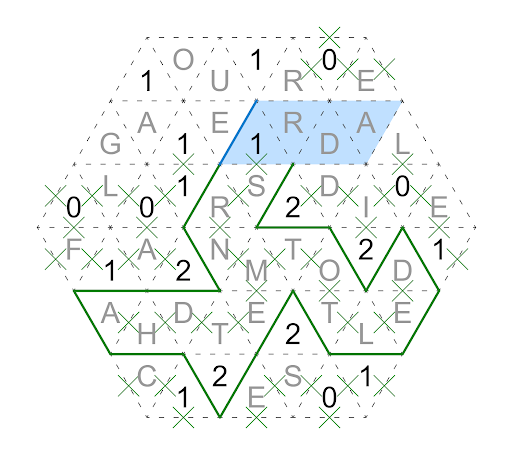 1 O U 1 R 0 E
G A 1 E 1 R D A L
0 L 0 1 R S 2 D I 0 E
F 1 A 2 N M T O 2 D 1
A H D T E 2 T L E
C 1 2 E S 0 1